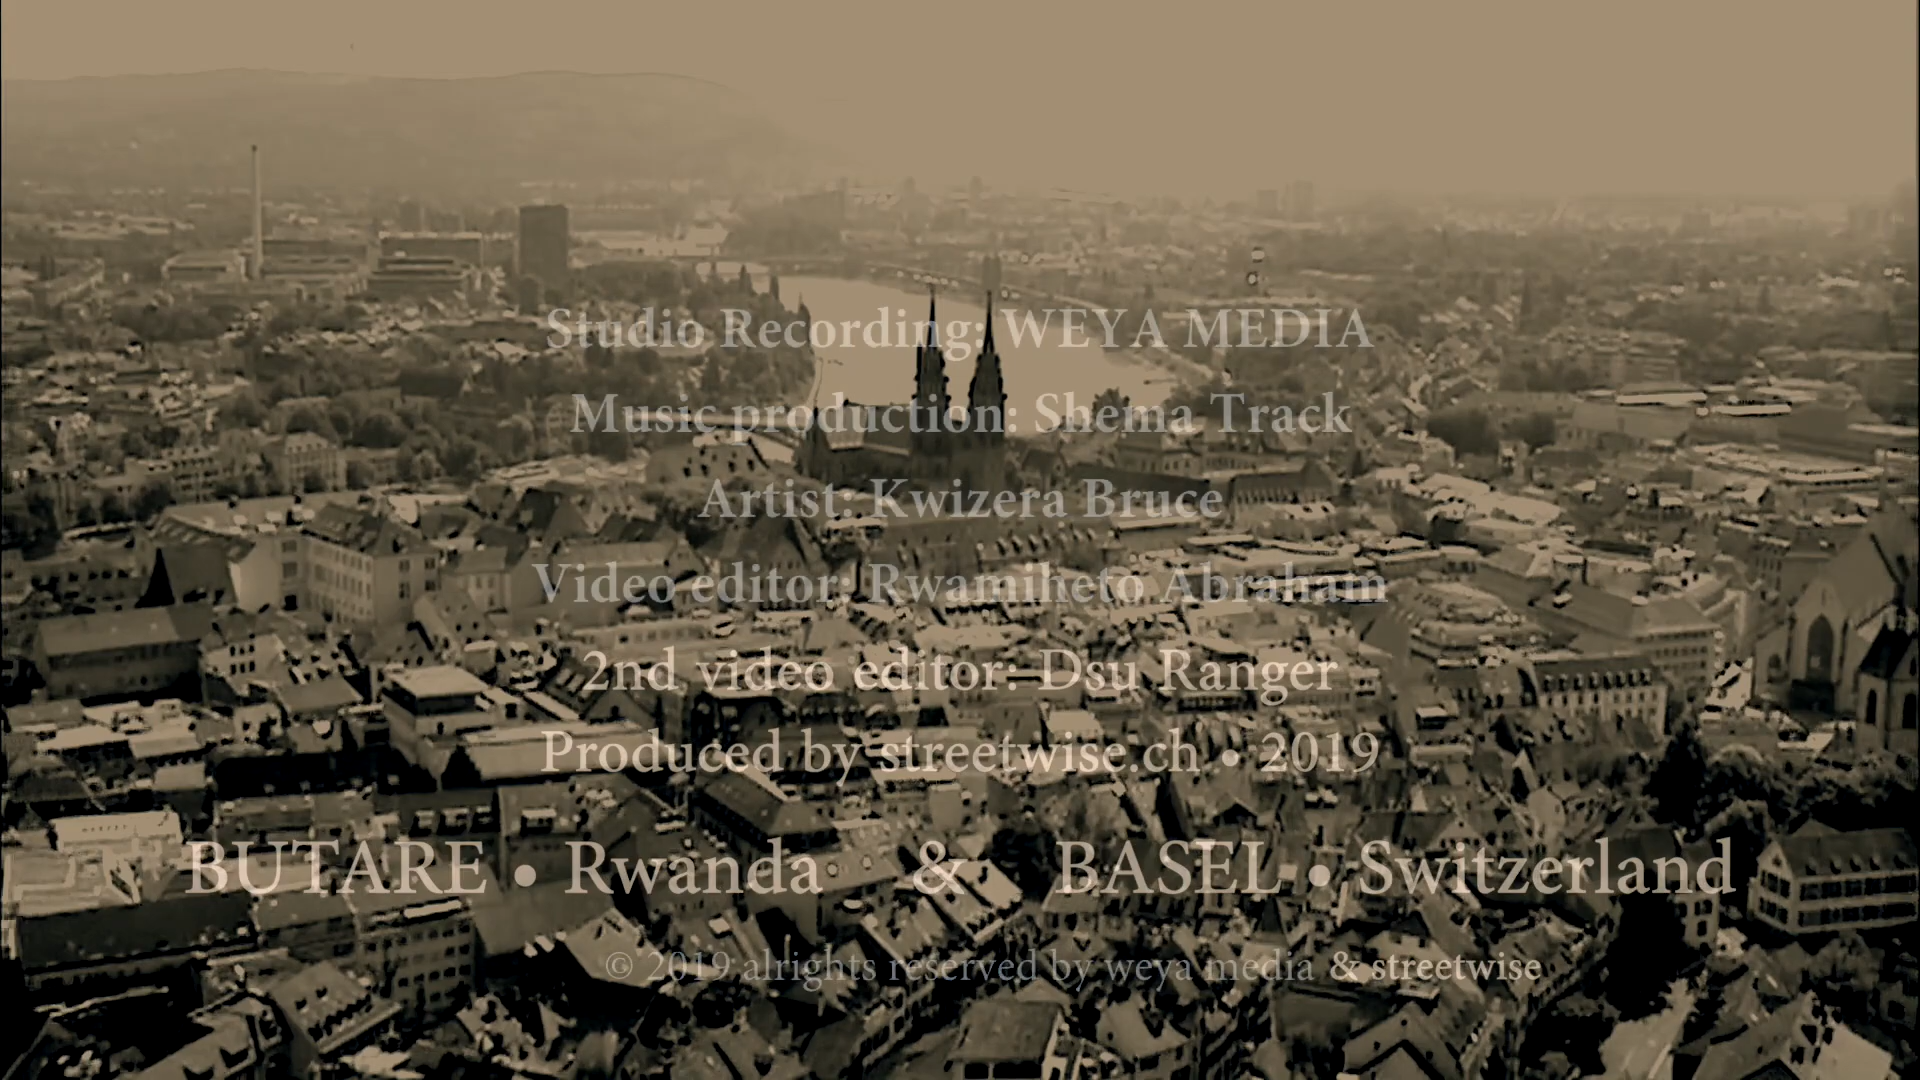 Studio Recording: WEYA MEDIA
Music production: Shema Track
Artist: Kwizera Bruce
Video editor: Rwamiheto Abraham
2nd video editor: Dsu Ranger
Produced by streetwise.ch • 2019
BUTARE • Rwanda & BASEL • Switzerland
© 2019 alrights reserved by weya media & streetwise